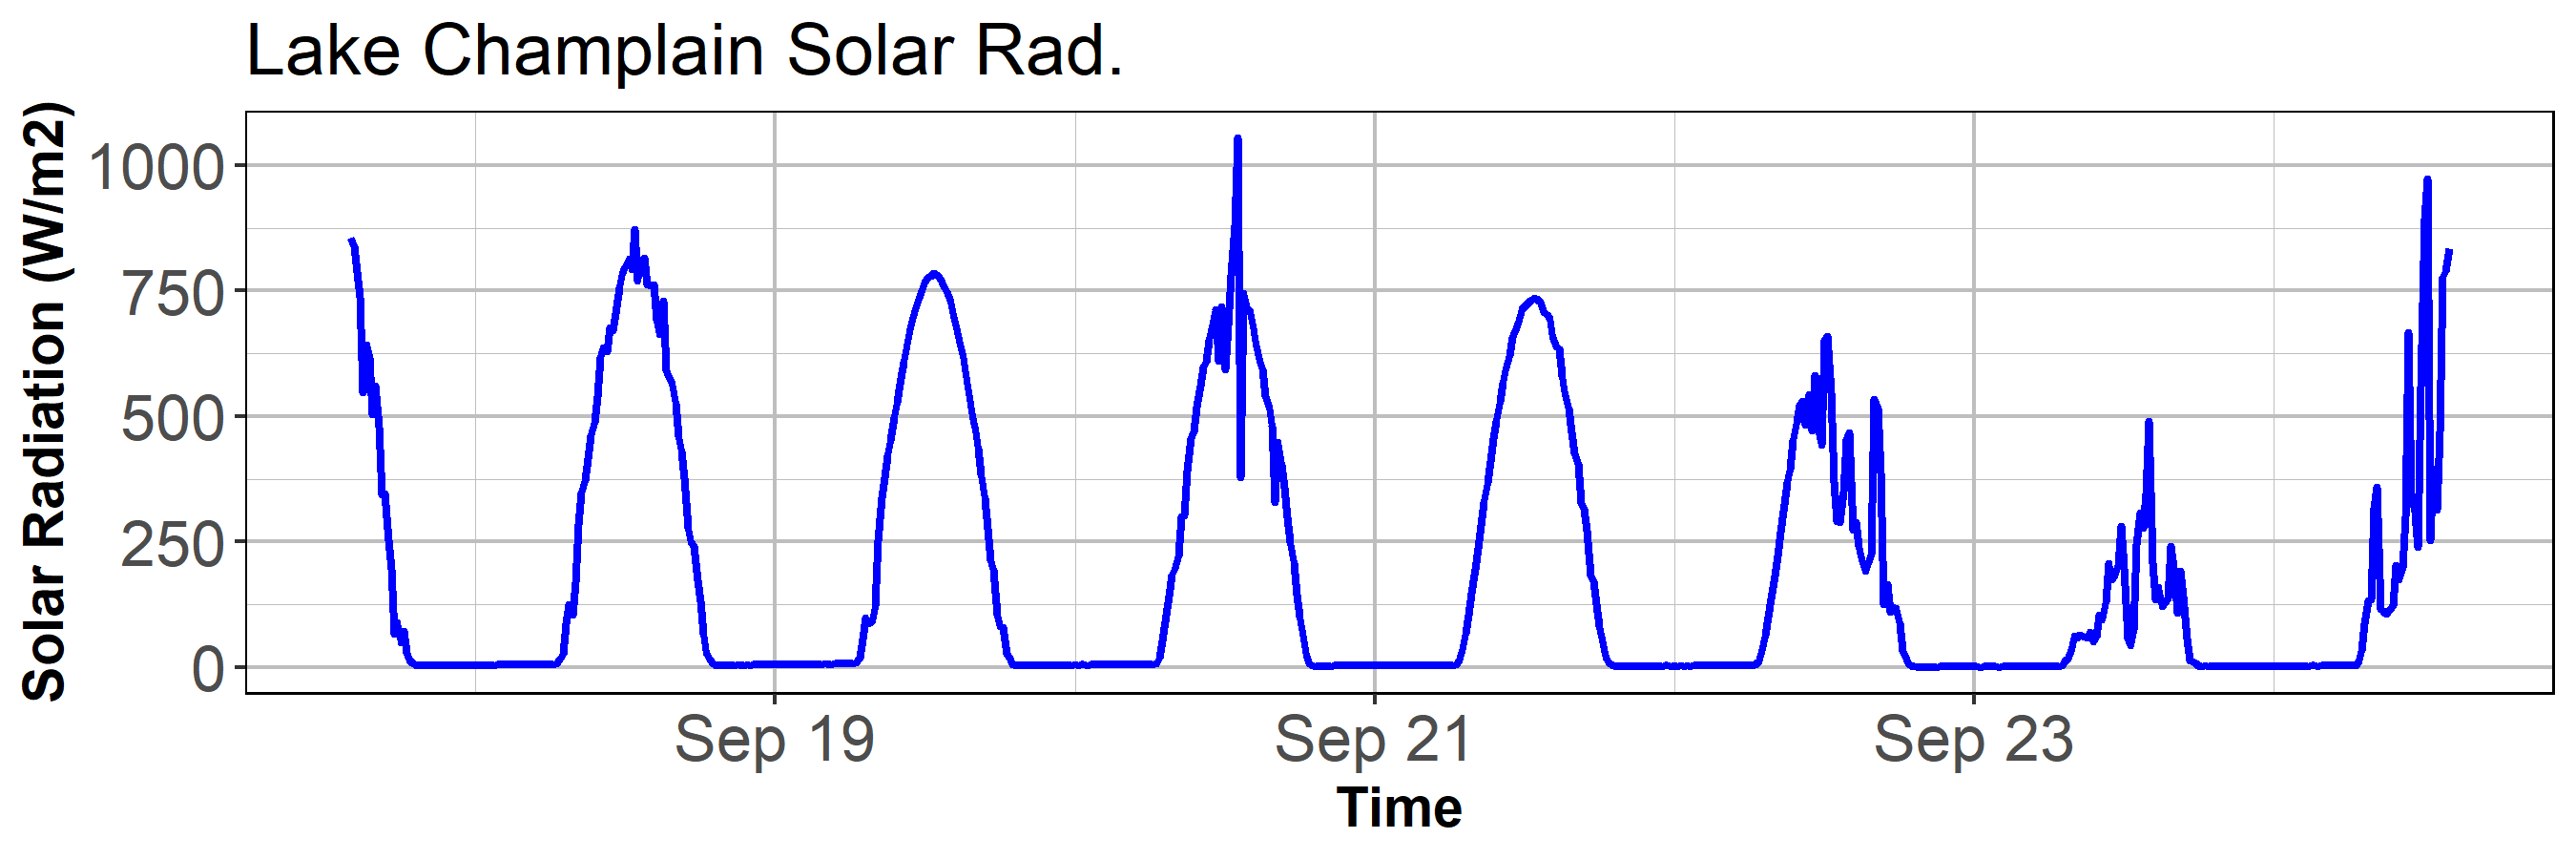 Lake Champlain Solar Rad.
Solar Radiation (W/m2)
1000
750
500
250
0
Sep 19
Sep 21
Sep 23
Time